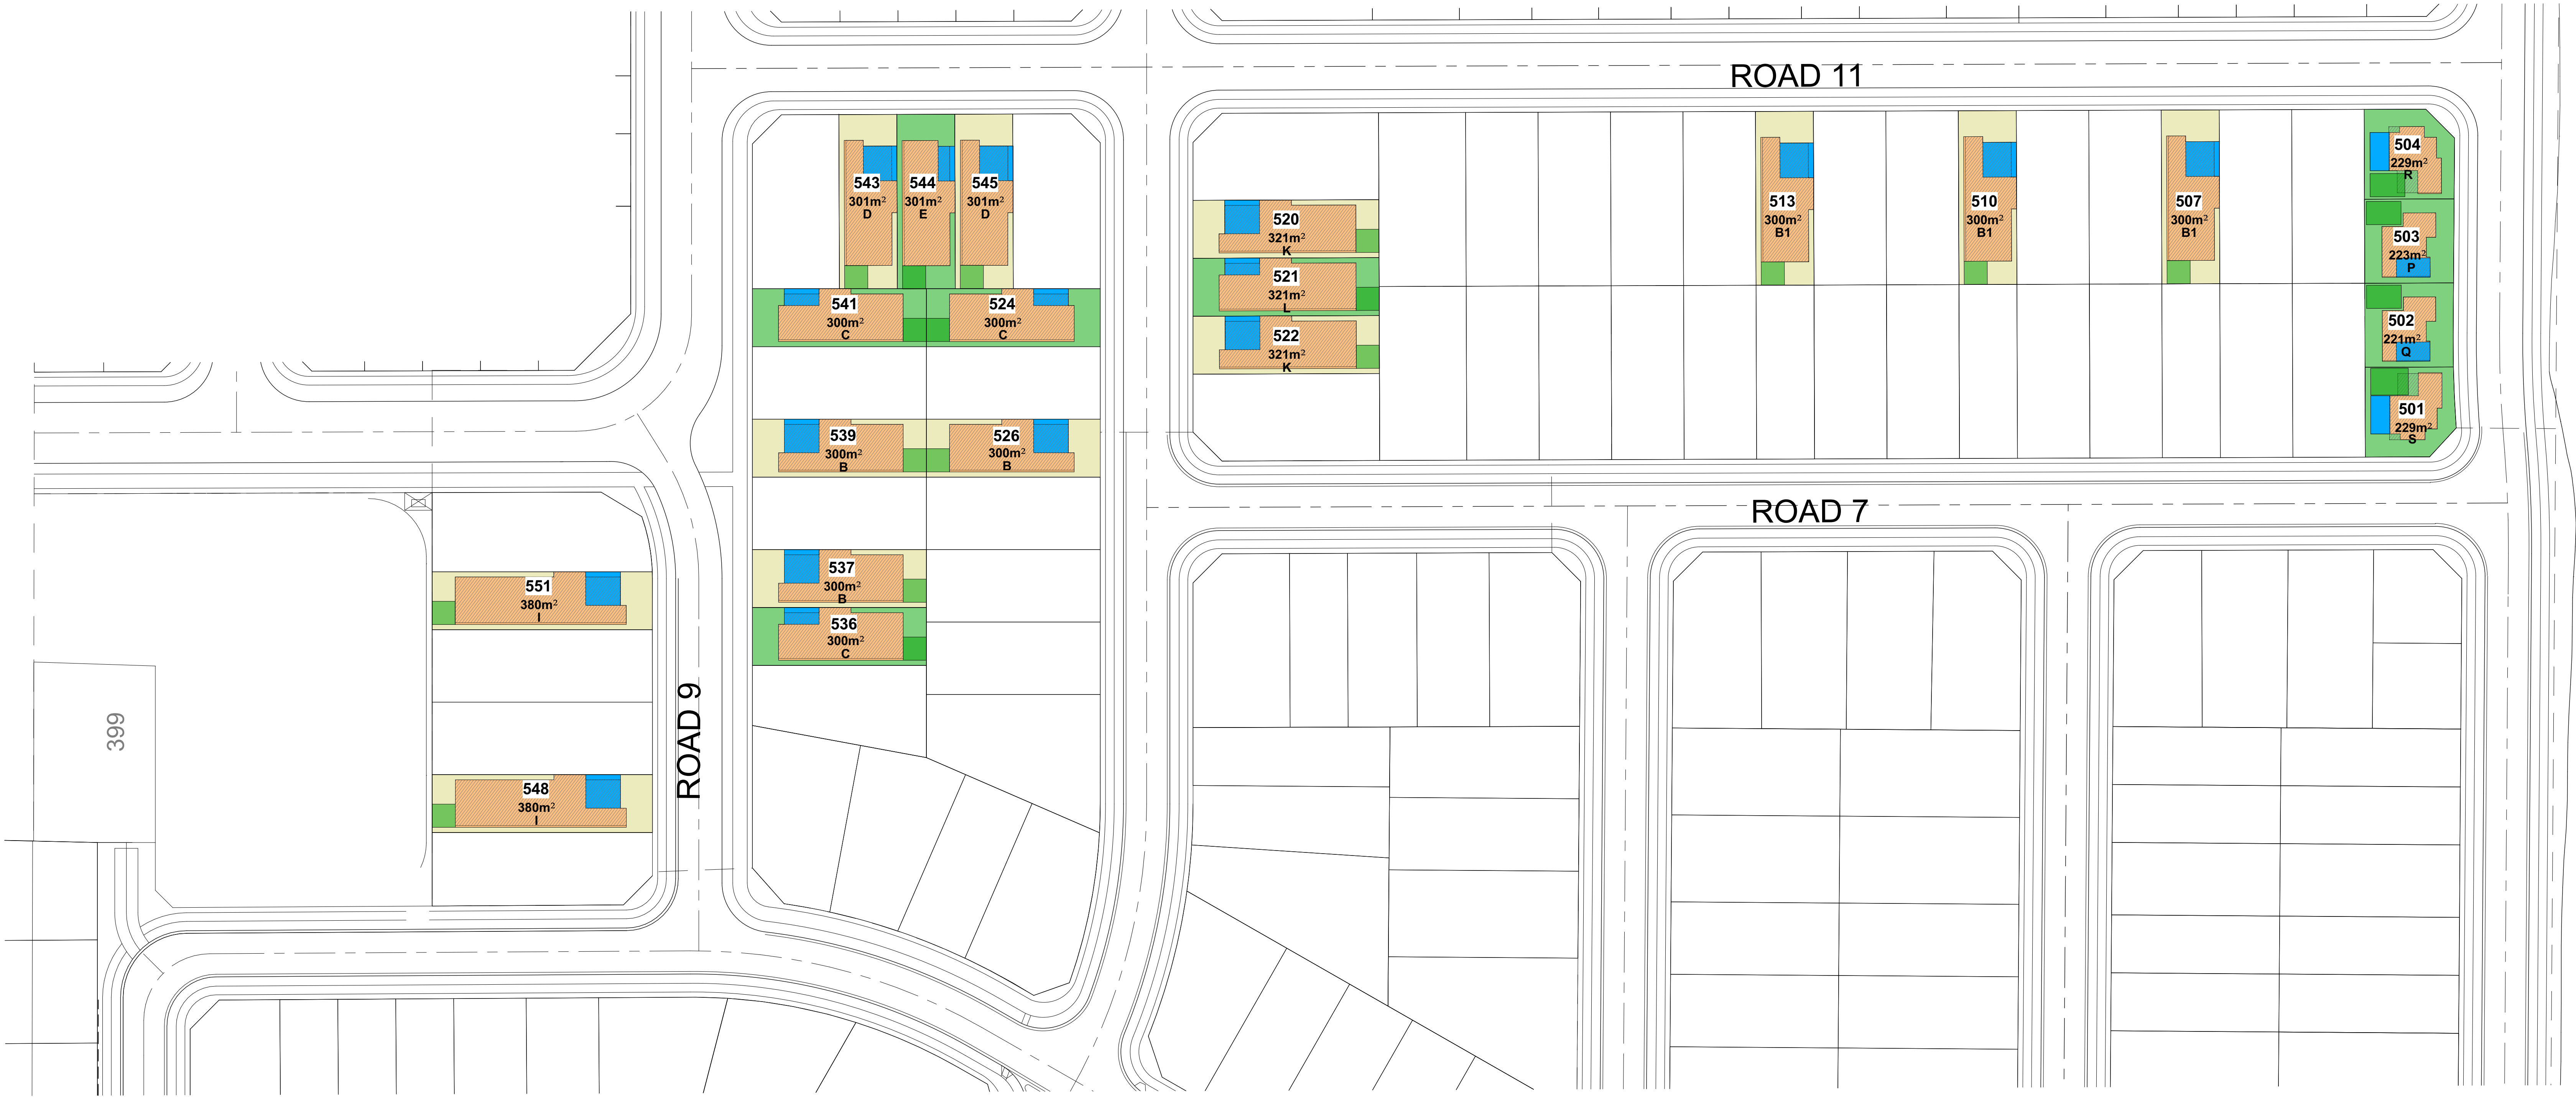 ROAD 11
504
229m²
R
543
301m²
D
544
301m²
E
545
301m²
D
513
300m²
B1
510
300m²
B1
507
300m²
B1
520
321m²
K
503
223m²
P
521
321m²
L
541
300m²
C
524
300m²
C
502
221m²
Q
522
321m²
K
501
229m²
S
539
300m²
B
526
300m²
B
ROAD 7
537
300m²
B
551
380m²
I
536
300m²
C
ROAD 9
399
548
380m²
I